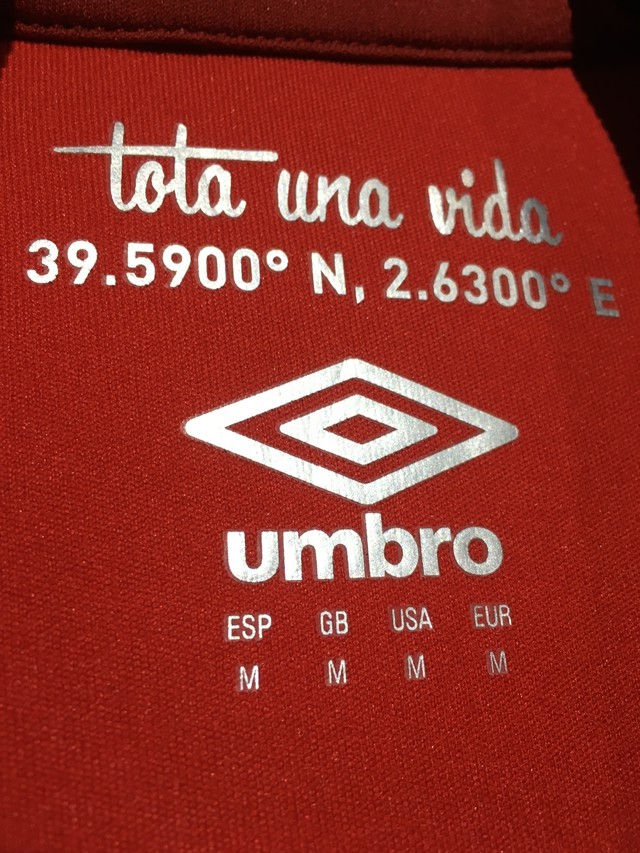 tota una vida
39.5900° N, 2.6300° E
umbro
ESP GB USA EUR
M M M M